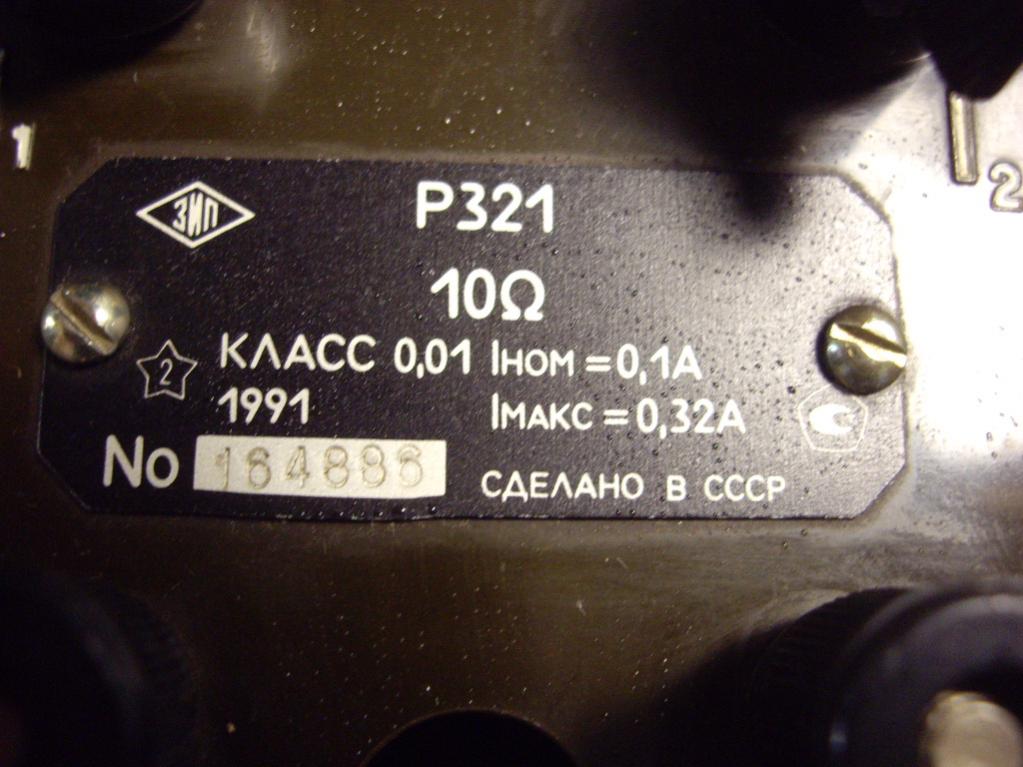 1
2
ЗИП
Р321
10Ω
2
КЛАСС 0,01 Iном = 0,1А
1991 Iмакс = 0,32А
No 164886
СДЕЛАНО В СССР